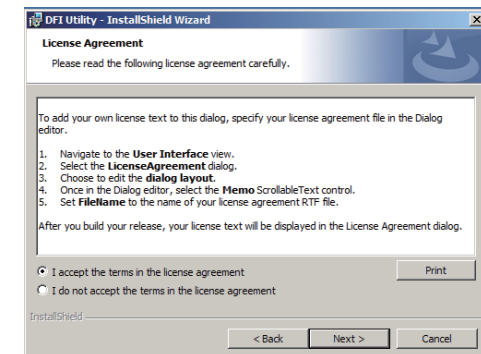 DFI Utility - InstallShield Wizard
License Agreement
Please read the following license agreement carefully.
To add your own license text to this dialog, specify your license agreement file in the Dialog
editor.
1. Navigate to the User Interface view.
2. Select the LicenseAgreement dialog.
3. Choose to edit the dialog layout.
4. Once in the Dialog editor, select the Memo ScrollableText control.
5. Set FileName to the name of your license agreement RTF file.
After you build your release, your license text will be displayed in the License Agreement dialog.
I accept the terms in the license agreement
Print
I do not accept the terms in the license agreement
InstallShield
< Back Next > Cancel